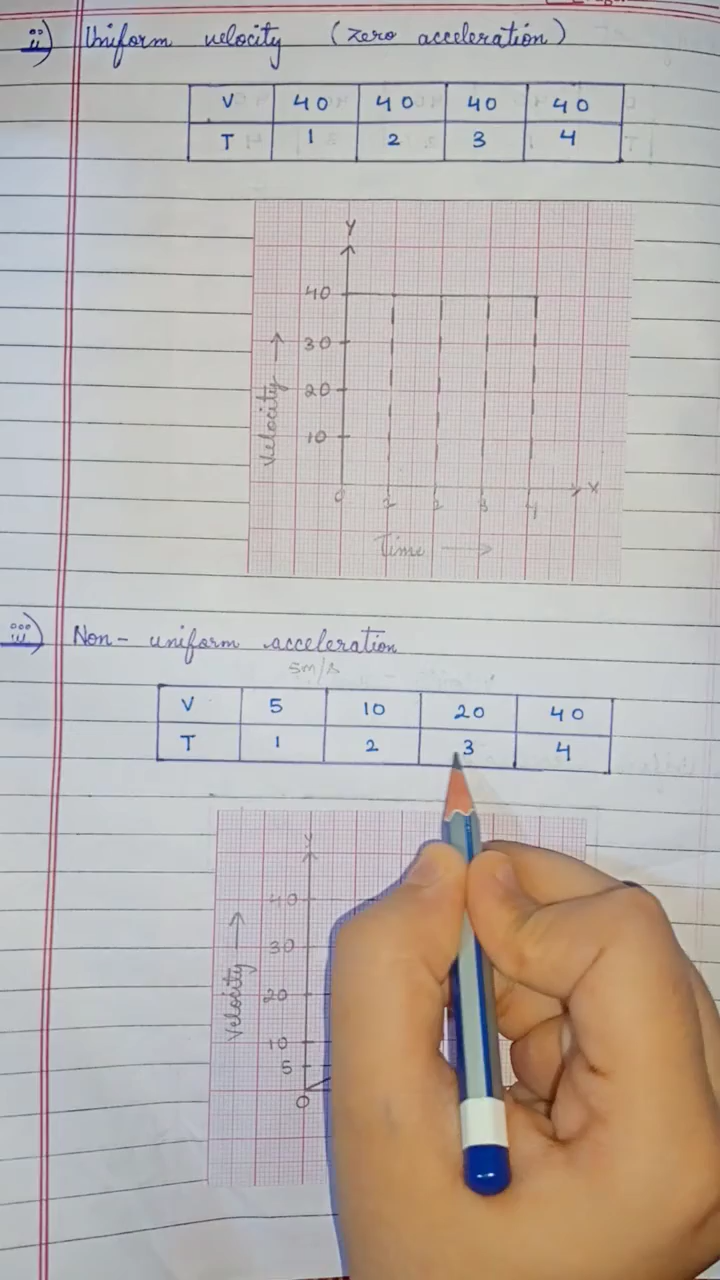 ii) Uniform velocity (zero acceleration)
V 40 40 40 40
T 1 2 3 4
Y
40
30
20
10
Velocity →
0 1 2 3 4 X
Time →
iii) Non-uniform acceleration
5m/s
V 5 10 20 40
T 1 2 3 4
Y
40
30
20
10
5
Velocity →
0